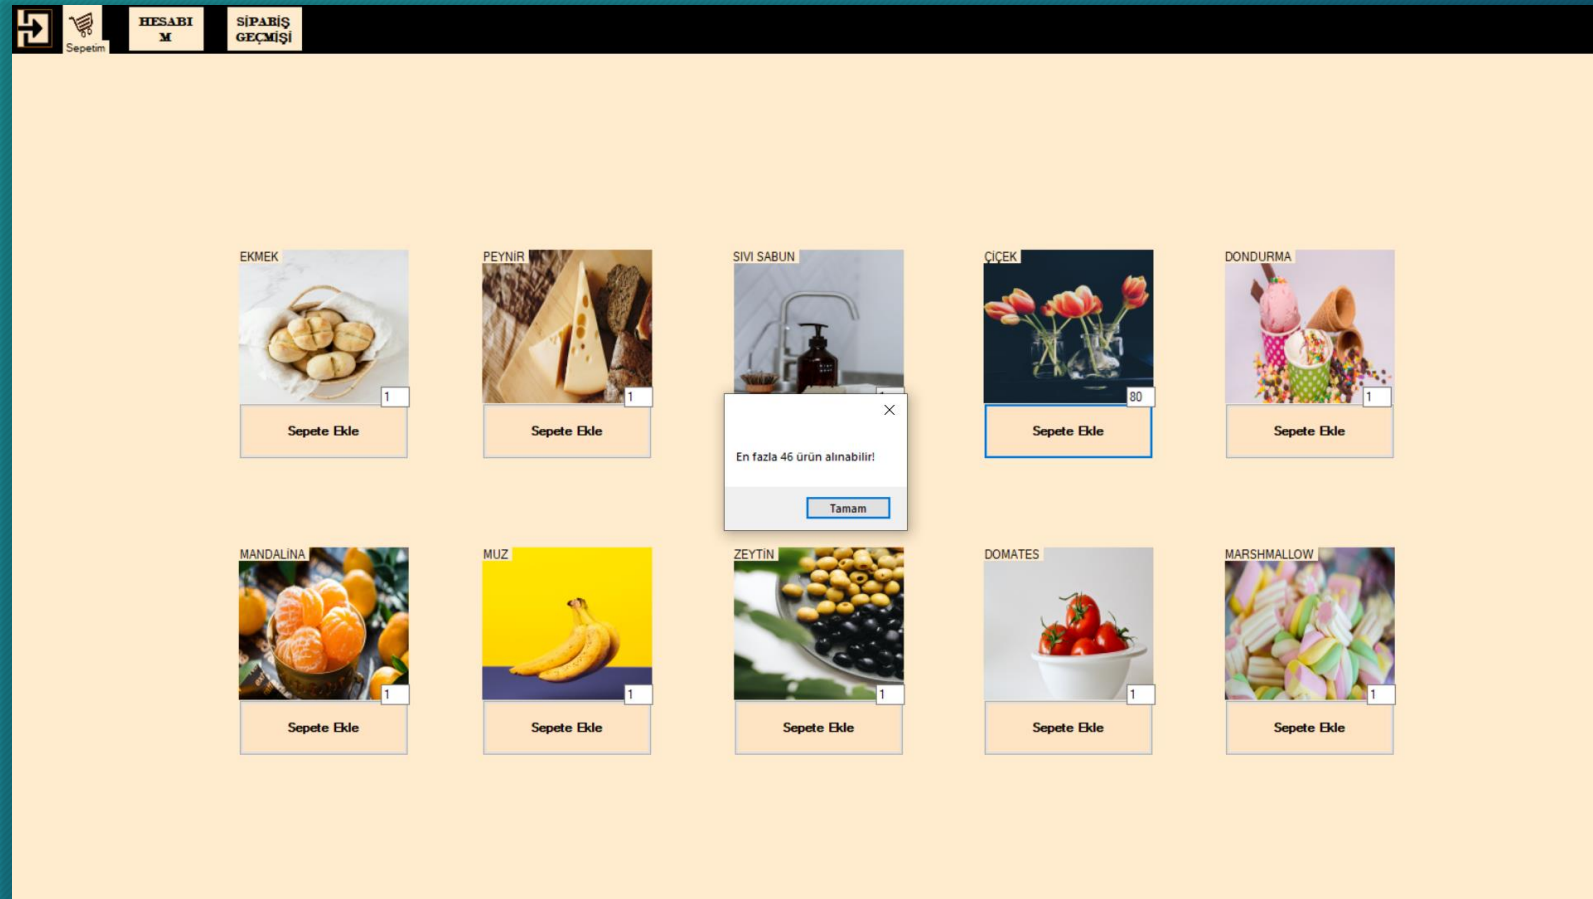 Sepetim
HESABI
M
SİPARİŞ
GEÇMİŞİ
EKMEK
PEYNİR
SIVI SABUN
ÇİÇEK
DONDURMA
1
1
80
1
Sepete Ekle
Sepete Ekle
Sepete Ekle
Sepete Ekle
En fazla 46 ürün alınabilir!
Tamam
MANDALİNA
MUZ
ZEYTİN
DOMATES
MARSHMALLOW
1
1
1
1
1
Sepete Ekle
Sepete Ekle
Sepete Ekle
Sepete Ekle
Sepete Ekle